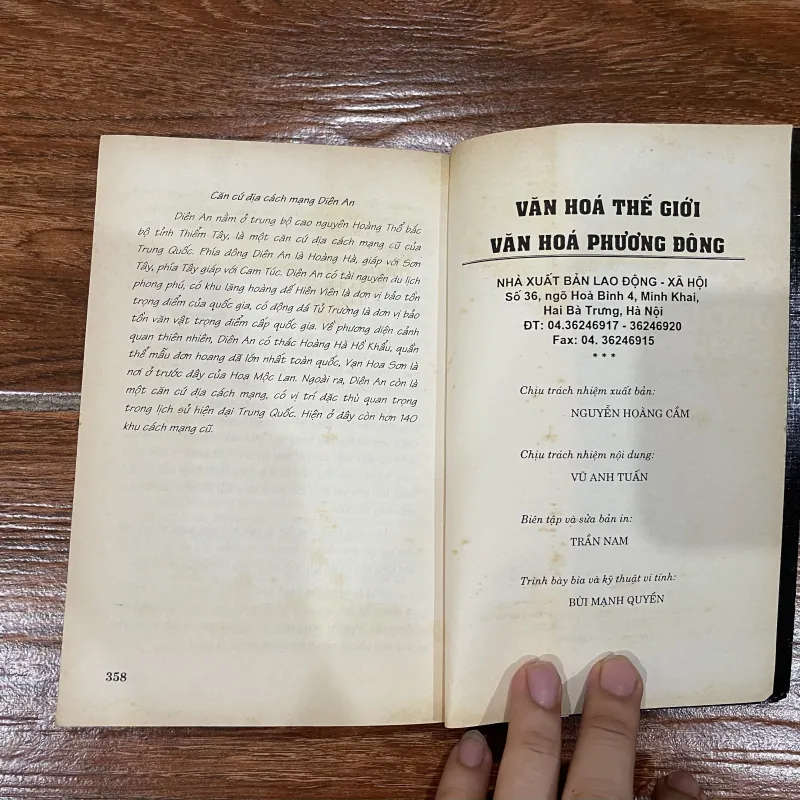 Căn cứ địa cách mạng Diên An
Diên An nằm ở trung bộ cao nguyên Hoàng Thổ bắc
bộ tỉnh Thiểm Tây, là một căn cứ địa cách mạng cũ của
Trung Quốc. Phía đông Diên An là Hoàng Hà, giáp với Sơn
Tây, phía Tây giáp với Cam Túc. Diên An có tài nguyên du lịch
phong phú, có khu lăng hoàng đế Hiên Viên là đơn vị bảo tồn
trọng điểm của quốc gia, có động đá Tử Trường là đơn vị bảo
tồn văn vật trọng điểm cấp quốc gia. Về phương diện cảnh
quan thiên nhiên, Diên An có thác Hoàng Hà Hồ Khẩu, quần
thể mẫu đơn hoang dã lớn nhất toàn quốc, Vạn Hoa Sơn là
nơi ở trước đây của Hoa Mộc Lan. Ngoài ra, Diên An còn là
một căn cứ địa cách mạng, có vị trí đặc thù quan trọng
trong lịch sử hiện đại Trung Quốc. Hiện ở đây còn hơn 140
khu cách mạng cũ.
358
VĂN HOÁ THẾ GIỚI
VĂN HOÁ PHƯƠNG ĐÔNG
NHÀ XUẤT BẢN LAO ĐỘNG - XÃ HỘI
Số 36, ngõ Hoà Bình 4, Minh Khai,
Hai Bà Trưng, Hà Nội
ĐT: 04.36246917 - 36246920
Fax: 04. 36246915
***
Chịu trách nhiệm xuất bản:
NGUYỄN HOÀNG CẦM
Chịu trách nhiệm nội dung:
VŨ ANH TUẤN
Biên tập và sửa bản in:
TRẦN NAM
Trình bày bìa và kỹ thuật vi tính:
BÙI MẠNH QUYỀN